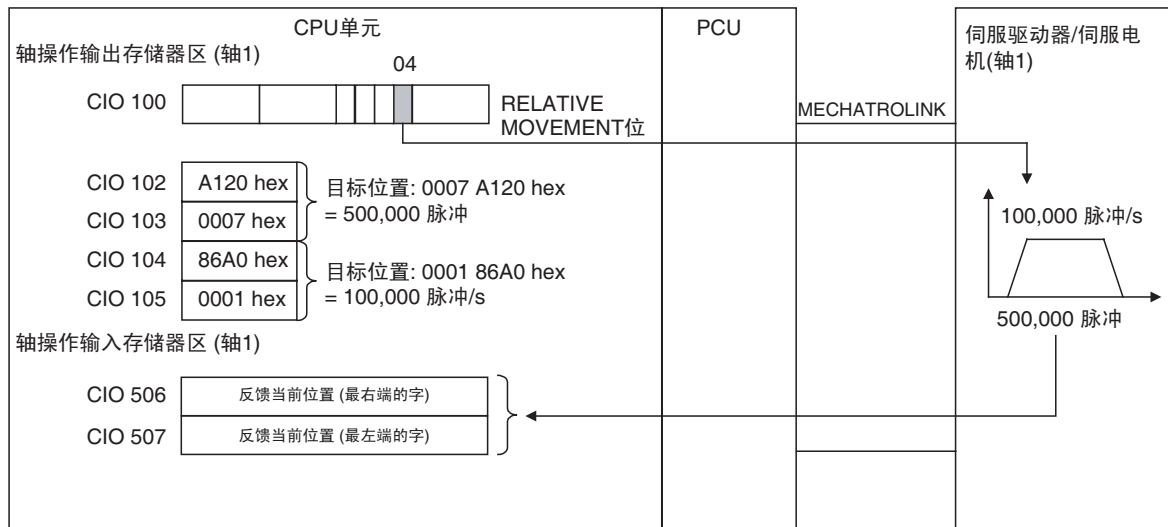 CPU单元
PCU
伺服驱动器/伺服电
机(轴1)
轴操作输出存储器区 (轴1)
04
CIO 100
RELATIVE
MOVEMENT位
MECHATROLINK
CIO 102
A120 hex
CIO 103
0007 hex
目标位置: 0007 A120 hex
= 500,000 脉冲
CIO 104
86A0 hex
CIO 105
0001 hex
目标位置: 0001 86A0 hex
= 100,000 脉冲/s
100,000 脉冲/s
500,000 脉冲
轴操作输入存储器区 (轴1)
CIO 506
反馈当前位置 (最右端的字)
CIO 507
反馈当前位置 (最左端的字)